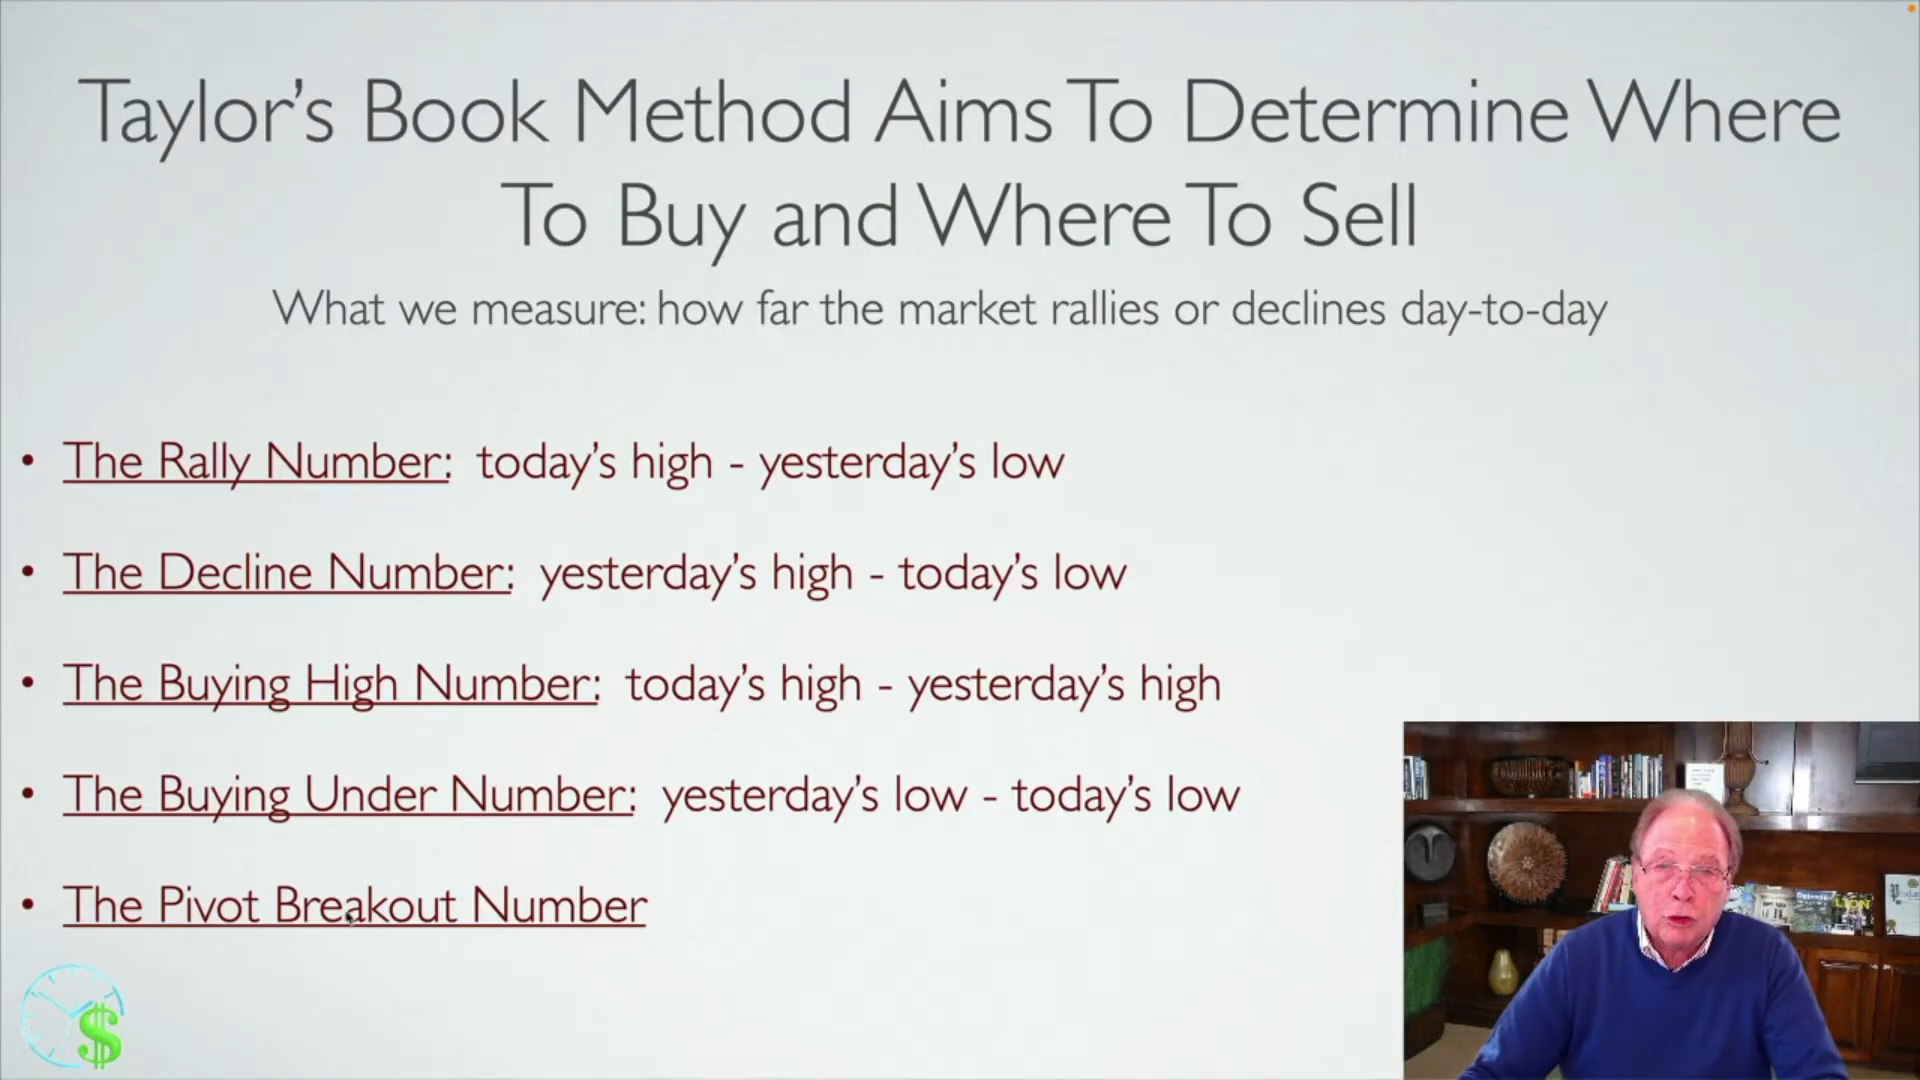 Taylor's Book Method Aims To Determine Where
To Buy and Where To Sell
What we measure: how far the market rallies or declines day-to-day
• The Rally Number: today's high - yesterday's low
• The Decline Number: yesterday's high - today's low
• The Buying High Number: today's high - yesterday's high
• The Buying Under Number: yesterday's low - today's low
• The Pivot Breakout Number
$
LION